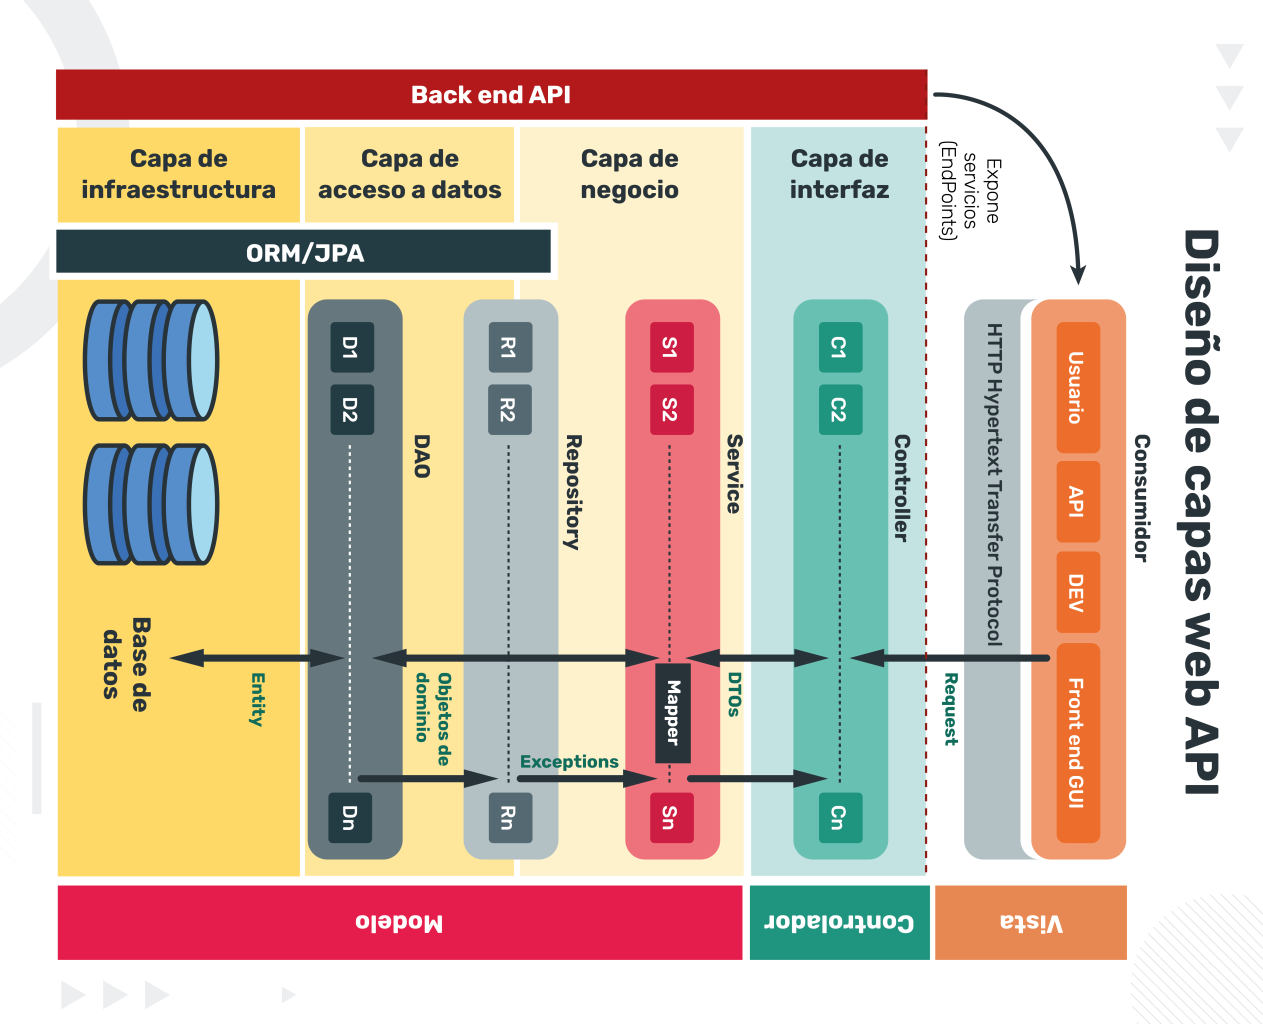 Diseño de capas web API
Back end API
Capa de
infraestructura
Capa de
acceso a datos
Capa de
negocio
Capa de
interfaz
Expone
servicios
(EndPoints)
ORM/JPA
Consumidor
Usuario
API
DEV
Front end GUI
HTTP Hypertext Transfer Protocol
Request
Controller
C1
C2
Cn
DTOs
Service
S1
S2
Mapper
Sn
Repository
R1
R2
Rn
Exceptions
Objetos de
dominio
DAO
D1
D2
Dn
Entity
Base de
datos
Modelo
Controlador
Vista